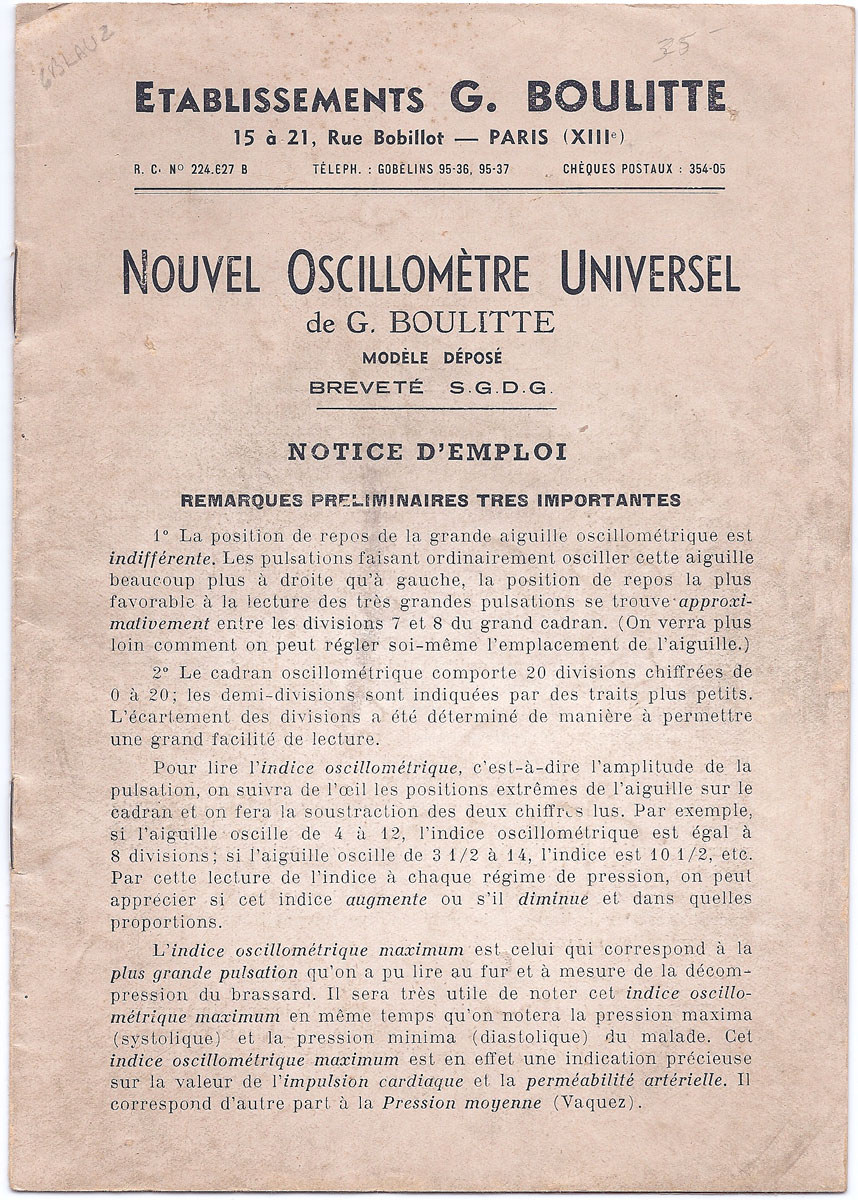 35
ETABLISSEMENTS G. BOULITTE
15 à 21, Rue Bobillot — PARIS (XIIIe)
R. C. No 224.627 B TÉLEPH. : GOBELINS 95-36, 95-37 CHÉQUES POSTAUX : 354-05
NOUVEL OSCILLOMÈTRE UNIVERSEL
de G. BOULITTE
MODÈLE DÉPOSÉ
BREVETÉ S.G.D.G.
NOTICE D'EMPLOI
REMARQUES PRELIMINAIRES TRES IMPORTANTES
1° La position de repos de la grande aiguille oscillométrique est
indifférente. Les pulsations faisant ordinairement osciller cette aiguille
beaucoup plus à droite qu'à gauche, la position de repos la plus
favorable à la lecture des très grandes pulsations se trouve approxi-
mativement entre les divisions 7 et 8 du grand cadran. (On verra plus
loin comment on peut régler soi-même l'emplacement de l'aiguille.)
2° Le cadran oscillométrique comporte 20 divisions chiffrées de
0 à 20; les demi-divisions sont indiquées par des traits plus petits.
L'écartement des divisions a été déterminé de manière à permettre
une grand facilité de lecture.
Pour lire l'indice oscillométrique, c'est-à-dire l'amplitude de la
pulsation, on suivra de l'œil les positions extrêmes de l'aiguille sur le
cadran et on fera la soustraction des deux chiffres lus. Par exemple,
si l'aiguille oscille de 4 à 12, l'indice oscillométrique est égal à
8 divisions; si l'aiguille oscille de 3 1/2 à 14, l'indice est 10 1/2, etc.
Par cette lecture de l'indice à chaque régime de pression, on peut
apprécier si cet indice augmente ou s'il diminue et dans quelles
proportions.
L'indice oscillométrique maximum est celui qui correspond à la
plus grande pulsation qu'on a pu lire au fur et à mesure de la décom-
pression du brassard. Il sera très utile de noter cet indice oscillo-
métrique maximum en même temps qu'on notera la pression maxima
(systolique) et la pression minima (diastolique) du malade. Cet
indice oscillométrique maximum est en effet une indication précieuse
sur la valeur de l'impulsion cardiaque et la perméabilité artérielle. Il
correspond d'autre part à la Pression moyenne (Vaquez).